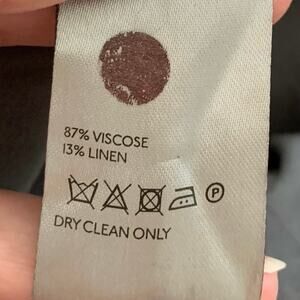 87% VISCOSE
13% LINEN
P
DRY CLEAN ONLY